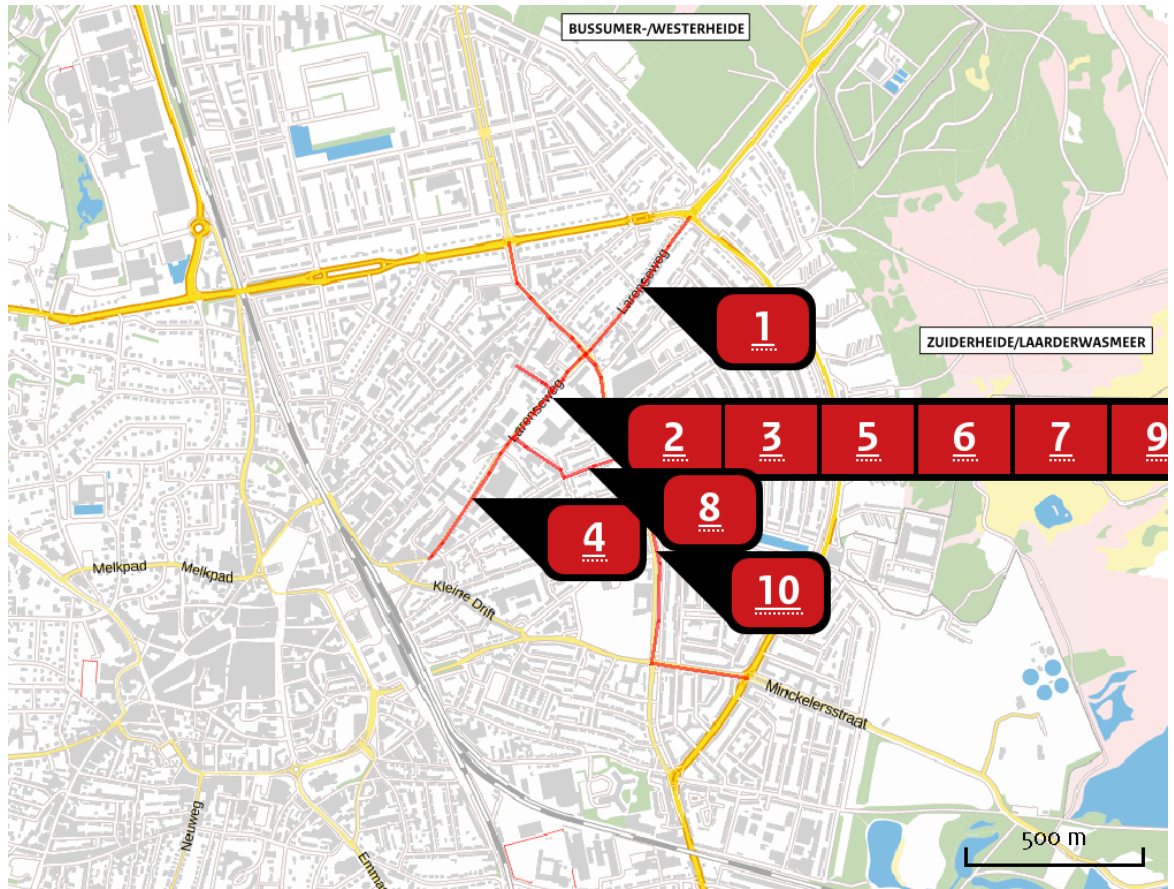 BUSSUMER-/WESTERHEIDE
Larenseweg
1
ZUIDERHEIDE/LAARDERWASMEER
Larenseweg
2 3 5 6 7 9
8
4
Melkpad
Melkpad
10
Kleine Drift
Minckelersstraat
Neuweg
500 m
Emma